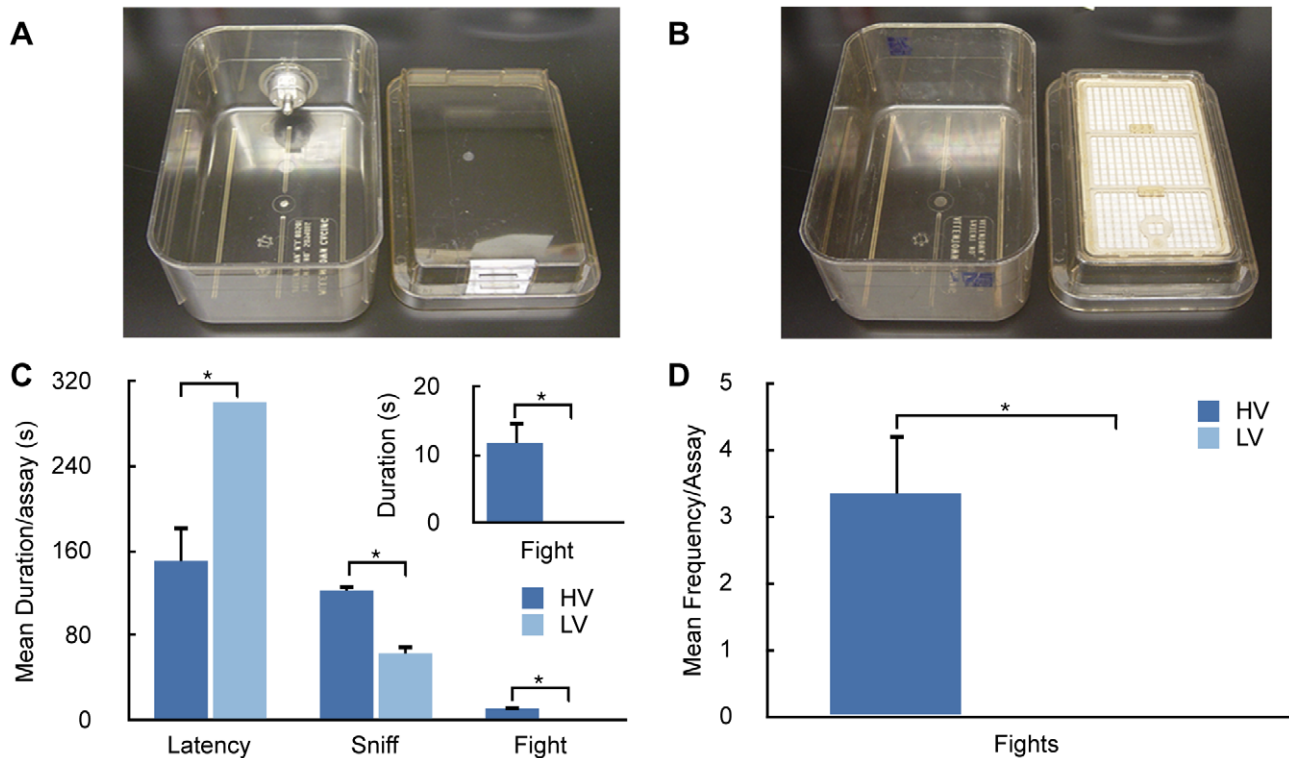 A
B
C
320
240
160
80
0
Mean Duration/assay (s)
*
*
*
Latency
Sniff
Fight
20
10
0
Duration (s)
*
Fight
HV
LV
D
5
4
3
2
1
0
Mean Frequency/Assay
*
HV
LV
Fights